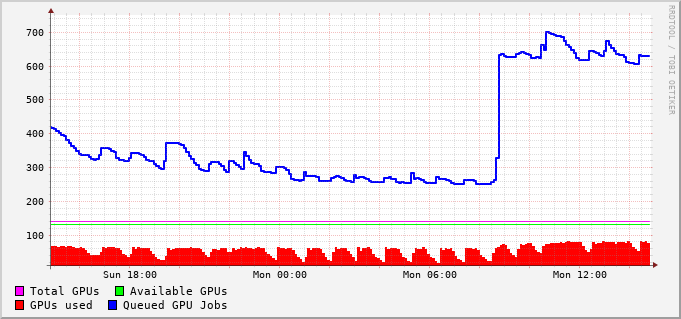 RRDTOOL / TOBI OETIKER
700
600
500
400
300
200
100
Sun 18:00 Mon 00:00 Mon 06:00 Mon 12:00
Total GPUs Available GPUs
GPUs used Queued GPU Jobs